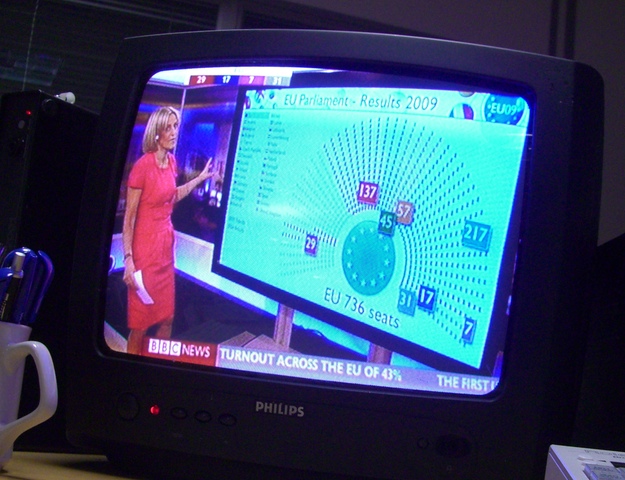 29 17 7 31
EU Parliament - Results 2009
EU09
137
57
45
217
29
EU 736 seats
31
17
7
BBC NEWS
TURNOUT ACROSS THE EU OF 43%
THE FIRST
PHILIPS